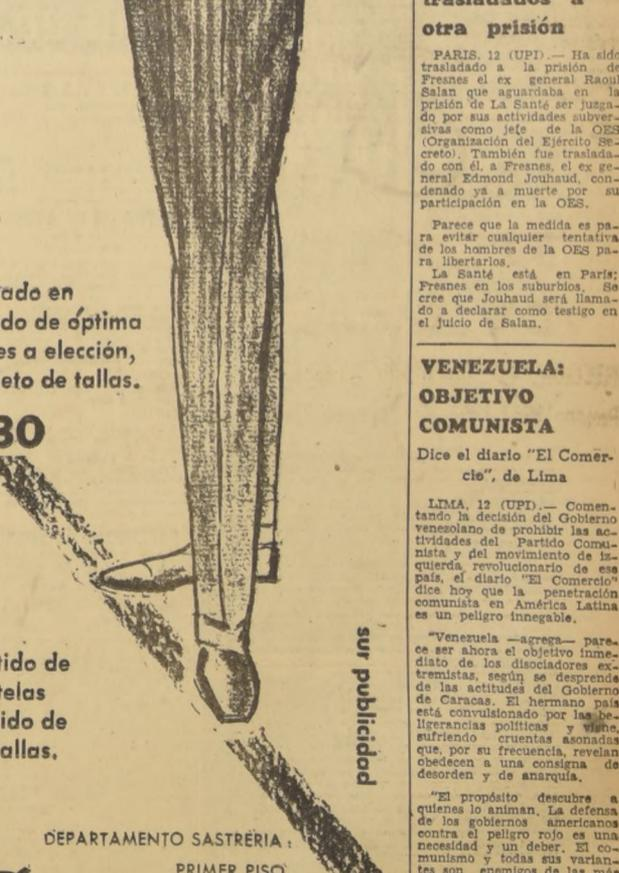 ado en
do de óptima
es a elección,
eto de tallas.
30
tido de
telas
ido de
allas.
sur publicidad
DEPARTAMENTO SASTRERIA:
PRIMER PISO
trasladados a
otra prisión
PARIS, 12 (UPI).— Ha sido
trasladado a la prisión de
Fresnes el ex general Raoul
Salan que aguardaba en la
prisión de La Santé ser juzga-
do por sus actividades subver-
sivas como jefe de la OES
(Organización del Ejército Se-
creto). También fue traslada-
do con él, a Fresnes, el ex ge-
neral Edmond Jouhaud, con-
denado ya a muerte por su
participación en la OES.
Parece que la medida es pa-
ra evitar cualquier tentativa
de los hombres de la OES pa-
ra libertarlos.
La Santé está en París;
Fresnes en los suburbios. Se
cree que Jouhaud será llama-
do a declarar como testigo en
el juicio de Salan.
VENEZUELA:
OBJETIVO
COMUNISTA
Dice el diario "El Comer-
cio", de Lima
LIMA, 12 (UPI).— Comen-
tando la decisión del Gobierno
venezolano de prohibir las ac-
tividades del Partido Comu-
nista y del movimiento de iz-
quierda revolucionario de ese
país, el diario "El Comercio"
dice hoy que la penetración
comunista en América Latina
es un peligro innegable.
"Venezuela —agrega— pare-
ce ser ahora el objetivo inme-
diato de los disociadores ex-
tremistas, según se desprende
de las actitudes del Gobierno
de Caracas. El hermano país
está convulsionado por las be-
ligerancias políticas y viene,
sufriendo cruentas asonadas
que, por su frecuencia, revelan
obedecen a una consigna de
desorden y de anarquía.
"El propósito descubre a
quienes lo animan. La defensa
de los gobiernos americanos
contra el peligro rojo es una
necesidad y un deber. El co-
munismo y todas sus varian-
tes son enemigos de las